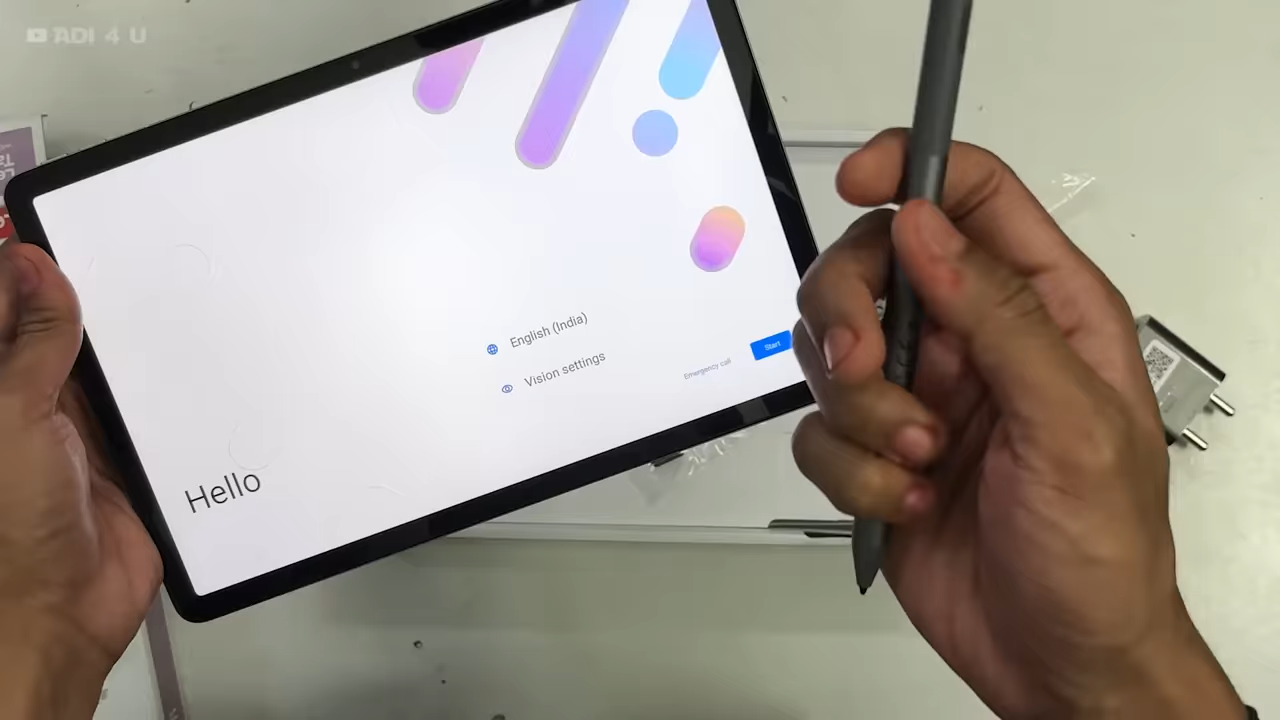 ADI 4 U
English (India)
Vision settings
Start
Emergency call
Hello